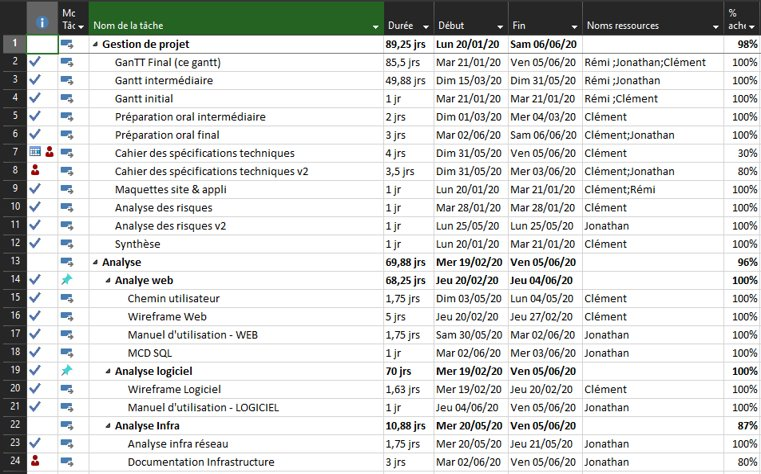 Mo
Tâc Nom de la tâche Durée Début Fin Noms ressources %
ache
1 Gestion de projet 89,25 jrs Lun 20/01/20 Sam 06/06/20 98%
2 GanTT Final (ce gantt) 85,5 jrs Mar 21/01/20 Ven 05/06/20 Rémi ;Jonathan;Clément 100%
3 Gantt intermédiaire 49,88 jrs Dim 15/03/20 Dim 31/05/20 Rémi ;Jonathan 100%
4 Gantt initial 1 jr Mar 21/01/20 Mar 21/01/20 Rémi ;Clément 100%
5 Préparation oral intermédiaire 2 jrs Dim 01/03/20 Mer 04/03/20 Clément 100%
6 Préparation oral final 3 jrs Mar 02/06/20 Sam 06/06/20 Clément;Jonathan 100%
7 Cahier des spécifications techniques 4 jrs Dim 31/05/20 Ven 05/06/20 Clément 30%
8 Cahier des spécifications techniques v2 3,5 jrs Dim 31/05/20 Mer 03/06/20 Clément;Jonathan 80%
9 Maquettes site & appli 1 jr Lun 20/01/20 Mar 21/01/20 Clément;Rémi 100%
10 Analyse des risques 1 jr Mar 28/01/20 Mar 28/01/20 Clément 100%
11 Analyse des risques v2 1 jr Lun 25/05/20 Lun 25/05/20 Jonathan 100%
12 Synthèse 1 jr Lun 20/01/20 Mar 21/01/20 Clément 100%
13 Analyse 69,88 jrs Mer 19/02/20 Ven 05/06/20 96%
14 Analye web 68,25 jrs Jeu 20/02/20 Jeu 04/06/20 100%
15 Chemin utilisateur 1,75 jrs Dim 03/05/20 Lun 04/05/20 Clément 100%
16 Wireframe Web 5 jrs Jeu 20/02/20 Jeu 27/02/20 Clément 100%
17 Manuel d'utilisation - WEB 1,75 jrs Sam 30/05/20 Mar 02/06/20 Jonathan 100%
18 MCD SQL 1 jr Mar 02/06/20 Mer 03/06/20 Jonathan 100%
19 Analyse logiciel 70 jrs Mer 19/02/20 Ven 05/06/20 100%
20 Wireframe Logiciel 1,63 jrs Mer 19/02/20 Jeu 20/02/20 Clément 100%
21 Manuel d'utilisation - LOGICIEL 1 jr Jeu 04/06/20 Ven 05/06/20 Jonathan 100%
22 Analyse Infra 10,88 jrs Mer 20/05/20 Ven 05/06/20 87%
23 Analyse infra réseau 1,75 jrs Mer 20/05/20 Jeu 21/05/20 Jonathan 100%
24 Documentation Infrastructure 3 jrs Mar 02/06/20 Ven 05/06/20 Jonathan 80%